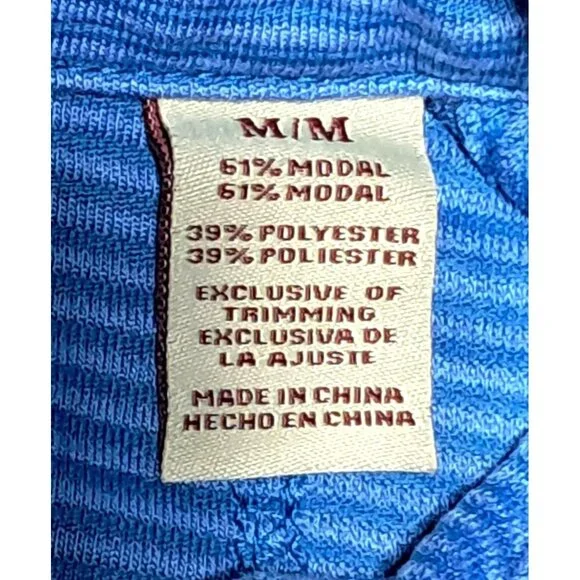 M/M
61% MODAL
61% MODAL
39% POLYESTER
39% POLIESTER
EXCLUSIVE OF
TRIMMING
EXCLUSIVA DE
LA AJUSTE
MADE IN CHINA
HECHO EN CHINA